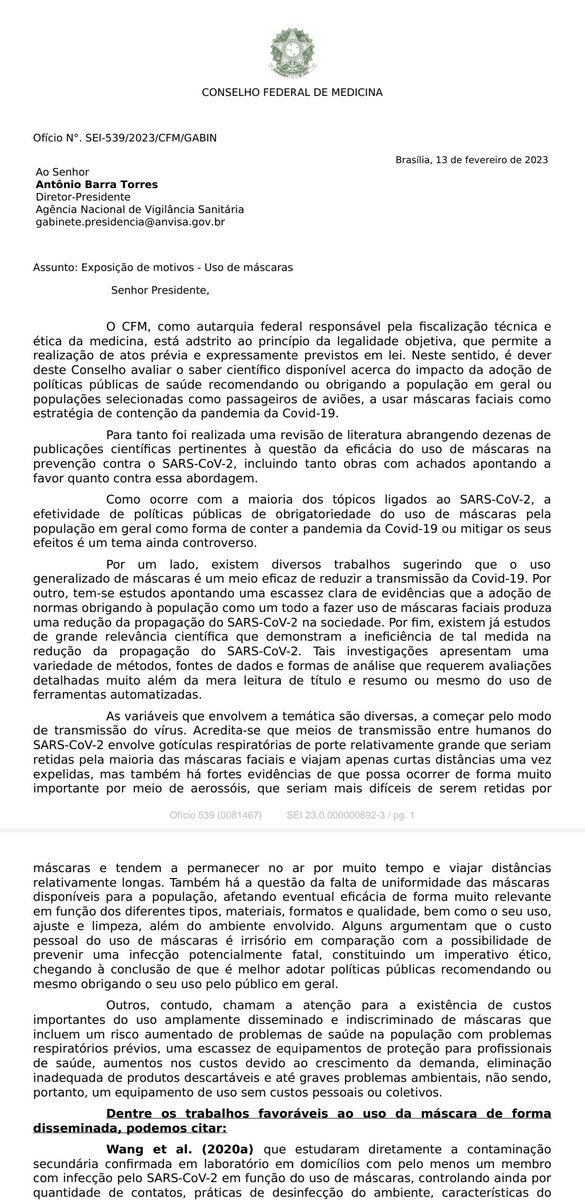 CONSELHO FEDERAL DE MEDICINA
Ofício N°. SEI-539/2023/CFM/GABIN
Brasília, 13 de fevereiro de 2023
Ao Senhor
Antônio Barra Torres
Diretor-Presidente
Agência Nacional de Vigilância Sanitária
gabinete.presidencia@anvisa.gov.br
Assunto: Exposição de motivos - Uso de máscaras
Senhor Presidente,
O CFM, como autarquia federal responsável pela fiscalização técnica e
ética da medicina, está adstrito ao princípio da legalidade objetiva, que permite a
realização de atos prévia e expressamente previstos em lei. Neste sentido, é dever
deste Conselho avaliar o saber científico disponível acerca do impacto da adoção de
políticas públicas de saúde recomendando ou obrigando a população em geral ou
populações selecionadas como passageiros de aviões, a usar máscaras faciais como
estratégia de contenção da pandemia da Covid-19.
Para tanto foi realizada uma revisão de literatura abrangendo dezenas de
publicações científicas pertinentes à questão da eficácia do uso de máscaras na
prevenção contra o SARS-CoV-2, incluindo tanto obras com achados apontando a
favor quanto contra essa abordagem.
Como ocorre com a maioria dos tópicos ligados ao SARS-CoV-2, a
efetividade de políticas públicas de obrigatoriedade do uso de máscaras pela
população em geral como forma de conter a pandemia da Covid-19 ou mitigar os seus
efeitos é um tema ainda controverso.
Por um lado, existem diversos trabalhos sugerindo que o uso
generalizado de máscaras é um meio eficaz de reduzir a transmissão da Covid-19. Por
outro, tem-se estudos apontando uma escassez clara de evidências que a adoção de
normas obrigando à população como um todo a fazer uso de máscaras faciais produza
uma redução da propagação do SARS-CoV-2 na sociedade. Por fim, existem já estudos
de grande relevância científica que demonstram a ineficiência de tal medida na
redução da propagação do SARS-CoV-2. Tais investigações apresentam uma
variedade de métodos, fontes de dados e formas de análise que requerem avaliações
detalhadas muito além da mera leitura de título e resumo ou mesmo do uso de
ferramentas automatizadas.
As variáveis que envolvem a temática são diversas, a começar pelo modo
de transmissão do vírus. Acredita-se que meios de transmissão entre humanos do
SARS-CoV-2 envolve gotículas respiratórias de porte relativamente grande que seriam
retidas pela maioria das máscaras faciais e viajam apenas curtas distâncias uma vez
expelidas, mas também há fortes evidências de que possa ocorrer de forma muito
importante por meio de aerossóis, que seriam mais difíceis de serem retidas por
Ofício 539 (0081467) SEI 23.0.000000892-3 / pg. 1
máscaras e tendem a permanecer no ar por muito tempo e viajar distâncias
relativamente longas. Também há a questão da falta de uniformidade das máscaras
disponíveis para a população, afetando eventual eficácia de forma muito relevante
em função dos diferentes tipos, materiais, formatos e qualidade, bem como o seu uso,
ajuste e limpeza, além do ambiente envolvido. Alguns argumentam que o custo
pessoal do uso de máscaras é irrisório em comparação com a possibilidade de
prevenir uma infecção potencialmente fatal, constituindo um imperativo ético,
chegando à conclusão de que é melhor adotar políticas públicas recomendando ou
mesmo obrigando o seu uso pelo público em geral.
Outros, contudo, chamam a atenção para a existência de custos
importantes do uso amplamente disseminado e indiscriminado de máscaras que
incluem um risco aumentado de problemas de saúde na população com problemas
respiratórios prévios, uma escassez de equipamentos de proteção para profissionais
de saúde, aumentos nos custos devido ao crescimento da demanda, eliminação
inadequada de produtos descartáveis e até graves problemas ambientais, não sendo,
portanto, um equipamento de uso sem custos pessoais ou coletivos.
Dentre os trabalhos favoráveis ao uso da máscara de forma
disseminada, podemos citar:
Wang et al. (2020a) que estudaram diretamente a contaminação
secundária confirmada em laboratório em domicílios com pelo menos um membro
com infecção pelo SARS-CoV-2 em função do uso de máscaras, controlando ainda por
quantidade de contatos, práticas de desinfecção do ambiente, características do